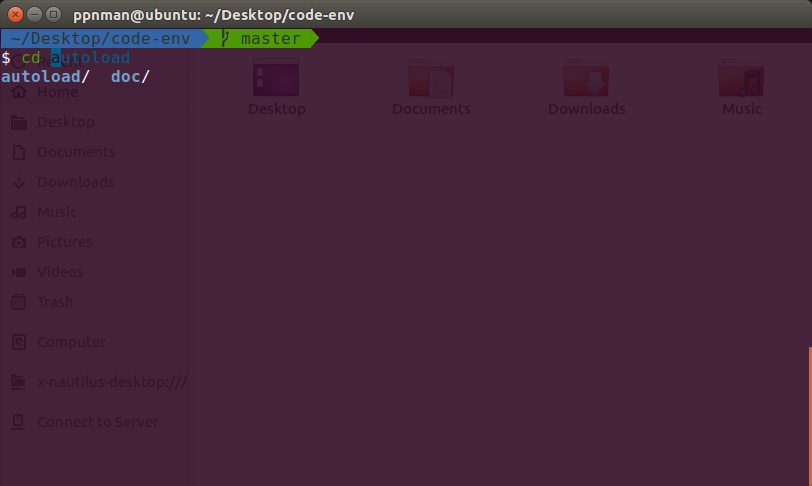 ppnman@ubuntu: ~/Desktop/code-env
~/Desktop/code-env master
$ cd autoload
autoload/ doc/
Home
Desktop
Documents
Downloads
Music
Pictures
Videos
Trash
Computer
x-nautilus-desktop:///
Connect to Server
Desktop Documents Downloads Music